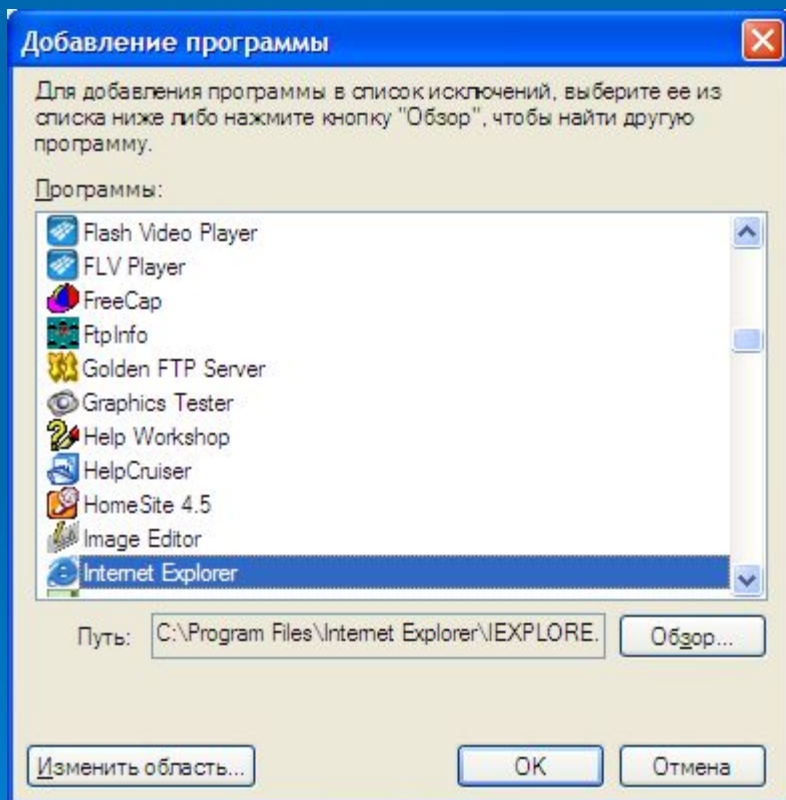 Добавление программы
Для добавления программы в список исключений, выберите ее из
списка ниже либо нажмите кнопку "Обзор", чтобы найти другую
программу.
Программы:
Flash Video Player
FLV Player
FreeCap
FtpInfo
Golden FTP Server
Graphics Tester
Help Workshop
HelpCruiser
HomeSite 4.5
Image Editor
Internet Explorer
Путь: C:\Program Files\Internet Explorer\IEXPLORE. Обзор...
Изменить область... OK Отмена